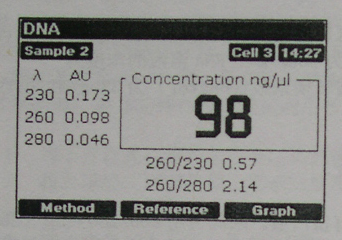 DNA
Sample 2 Cell 3 14:27
λ AU
Concentration ng/μl
230 0.173
260 0.098
280 0.046
98
260/230 0.57
260/280 2.14
Method Reference Graph